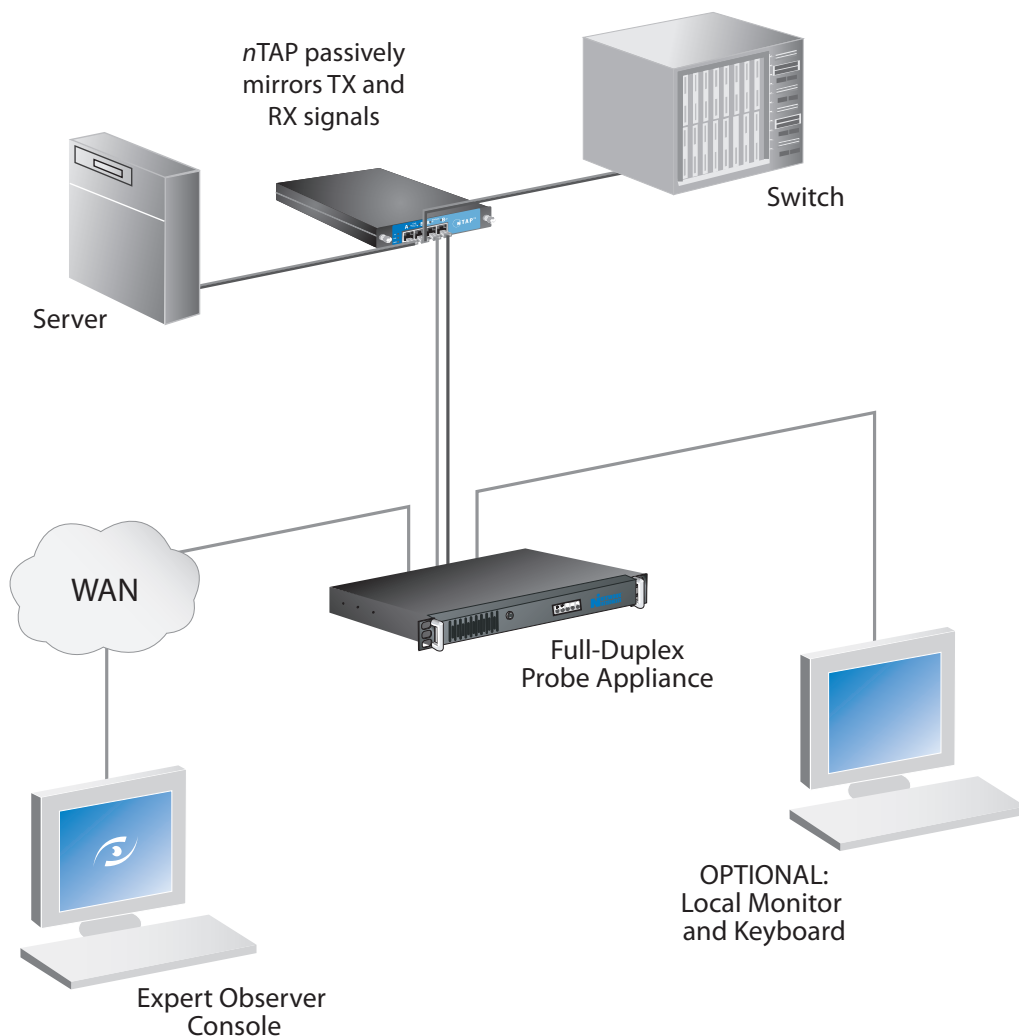 nTAP passively
mirrors TX and
RX signals
Switch
A
B
TAP
Server
WAN
Full-Duplex
Probe Appliance
OPTIONAL:
Local Monitor
and Keyboard
Expert Observer
Console